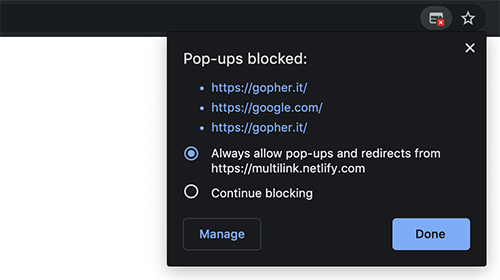 Pop-ups blocked:
• https://gopher.it/
• https://google.com/
• https://gopher.it/
Always allow pop-ups and redirects from
https://multilink.netlify.com
Continue blocking
Manage
Done